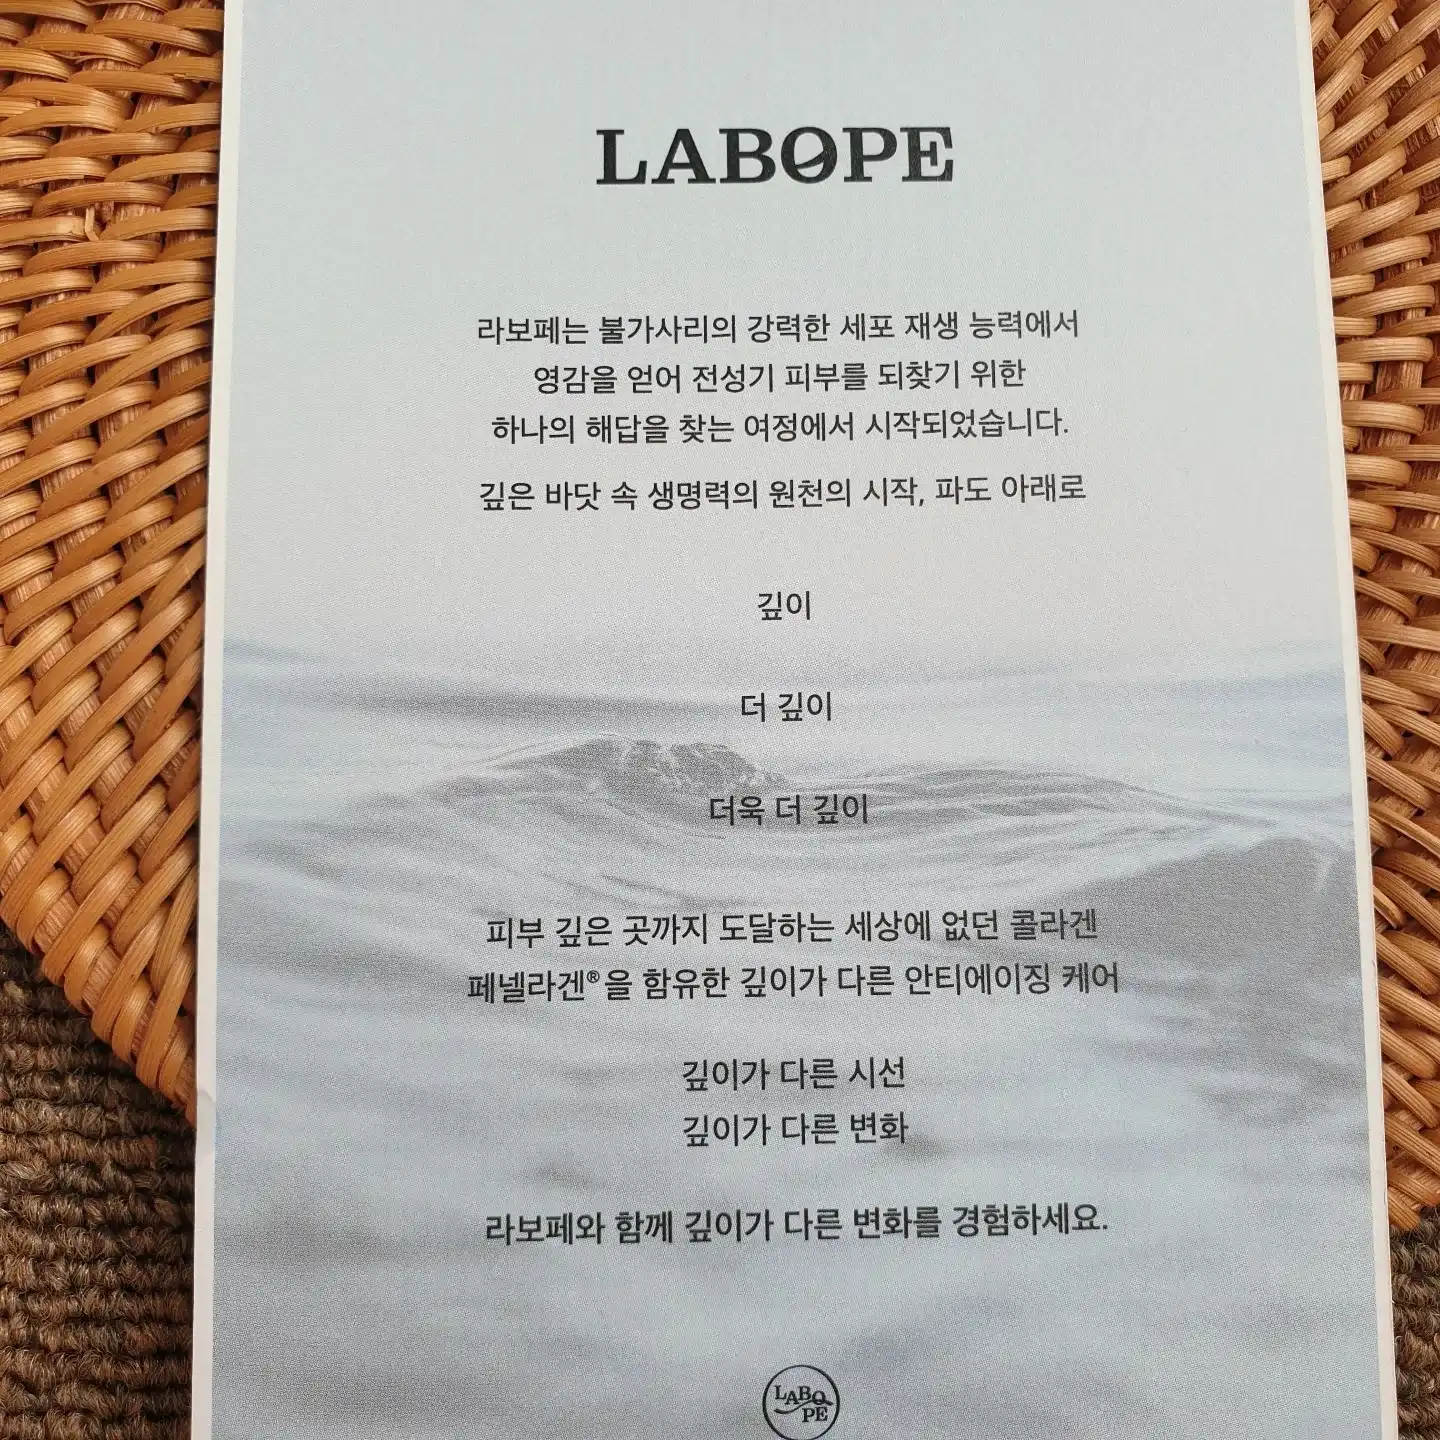 LABOPE
라보페는 불가사리의 강력한 세포 재생 능력에서
영감을 얻어 전성기 피부를 되찾기 위한
하나의 해답을 찾는 여정에서 시작되었습니다.
깊은 바닷 속 생명력의 원천의 시작, 파도 아래로
깊이
더 깊이
더욱 더 깊이
피부 깊은 곳까지 도달하는 세상에 없던 콜라겐
페넬라겐®을 함유한 깊이가 다른 안티에이징 케어
깊이가 다른 시선
깊이가 다른 변화
라보페와 함께 깊이가 다른 변화를 경험하세요.
LABO
PE